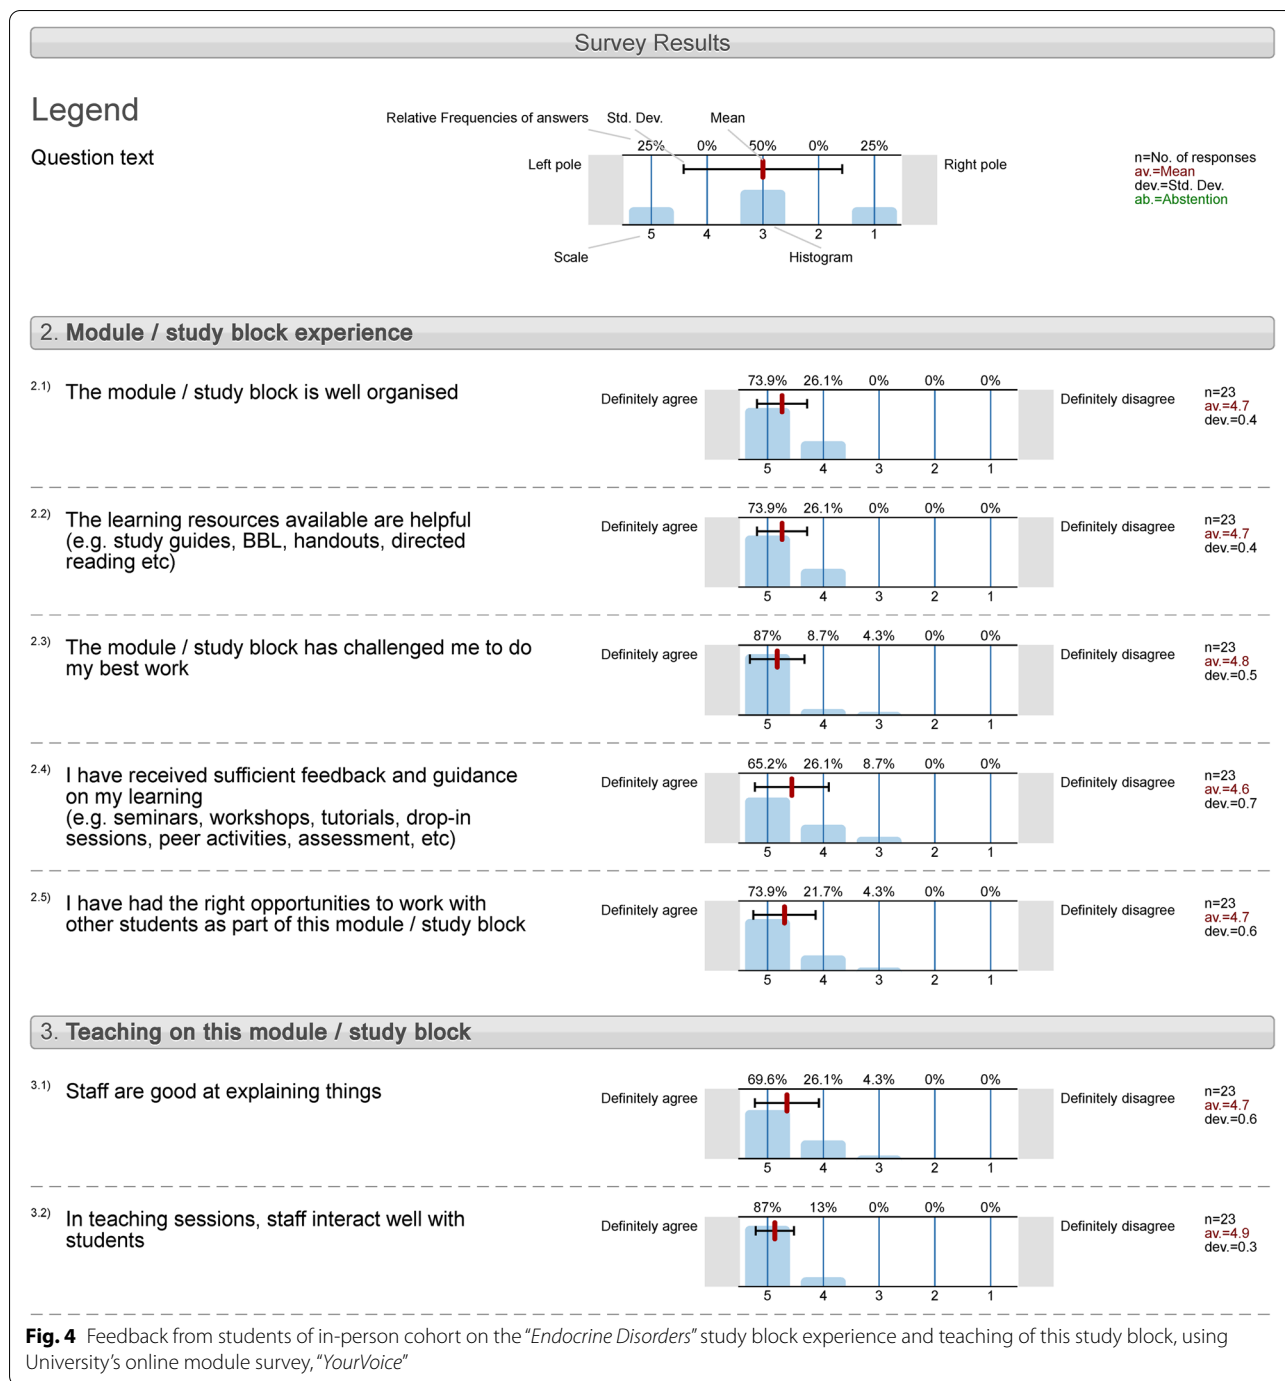 Survey Results
Legend
Question text
Relative Frequencies of answers Std. Dev. Mean
25% 0% 50% 0% 25%
Left pole Right pole
5 4 3 2 1
Scale Histogram
n=No. of responses
av.=Mean
dev.=Std. Dev.
ab.=Abstention
2. Module / study block experience
2.1) The module / study block is well organised
73.9% 26.1% 0% 0% 0%
Definitely agree Definitely disagree
5 4 3 2 1
n=23
av.=4.7
dev.=0.4
2.2) The learning resources available are helpful
(e.g. study guides, BBL, handouts, directed
reading etc)
73.9% 26.1% 0% 0% 0%
Definitely agree Definitely disagree
5 4 3 2 1
n=23
av.=4.7
dev.=0.4
2.3) The module / study block has challenged me to do
my best work
87% 8.7% 4.3% 0% 0%
Definitely agree Definitely disagree
5 4 3 2 1
n=23
av.=4.8
dev.=0.5
2.4) I have received sufficient feedback and guidance
on my learning
(e.g. seminars, workshops, tutorials, drop-in
sessions, peer activities, assessment, etc)
65.2% 26.1% 8.7% 0% 0%
Definitely agree Definitely disagree
5 4 3 2 1
n=23
av.=4.6
dev.=0.7
2.5) I have had the right opportunities to work with
other students as part of this module / study block
73.9% 21.7% 4.3% 0% 0%
Definitely agree Definitely disagree
5 4 3 2 1
n=23
av.=4.7
dev.=0.6
3. Teaching on this module / study block
3.1) Staff are good at explaining things
69.6% 26.1% 4.3% 0% 0%
Definitely agree Definitely disagree
5 4 3 2 1
n=23
av.=4.7
dev.=0.6
3.2) In teaching sessions, staff interact well with
students
87% 13% 0% 0% 0%
Definitely agree Definitely disagree
5 4 3 2 1
n=23
av.=4.9
dev.=0.3
Fig. 4 Feedback from students of in-person cohort on the “Endocrine Disorders” study block experience and teaching of this study block, using
University’s online module survey, “YourVoice”